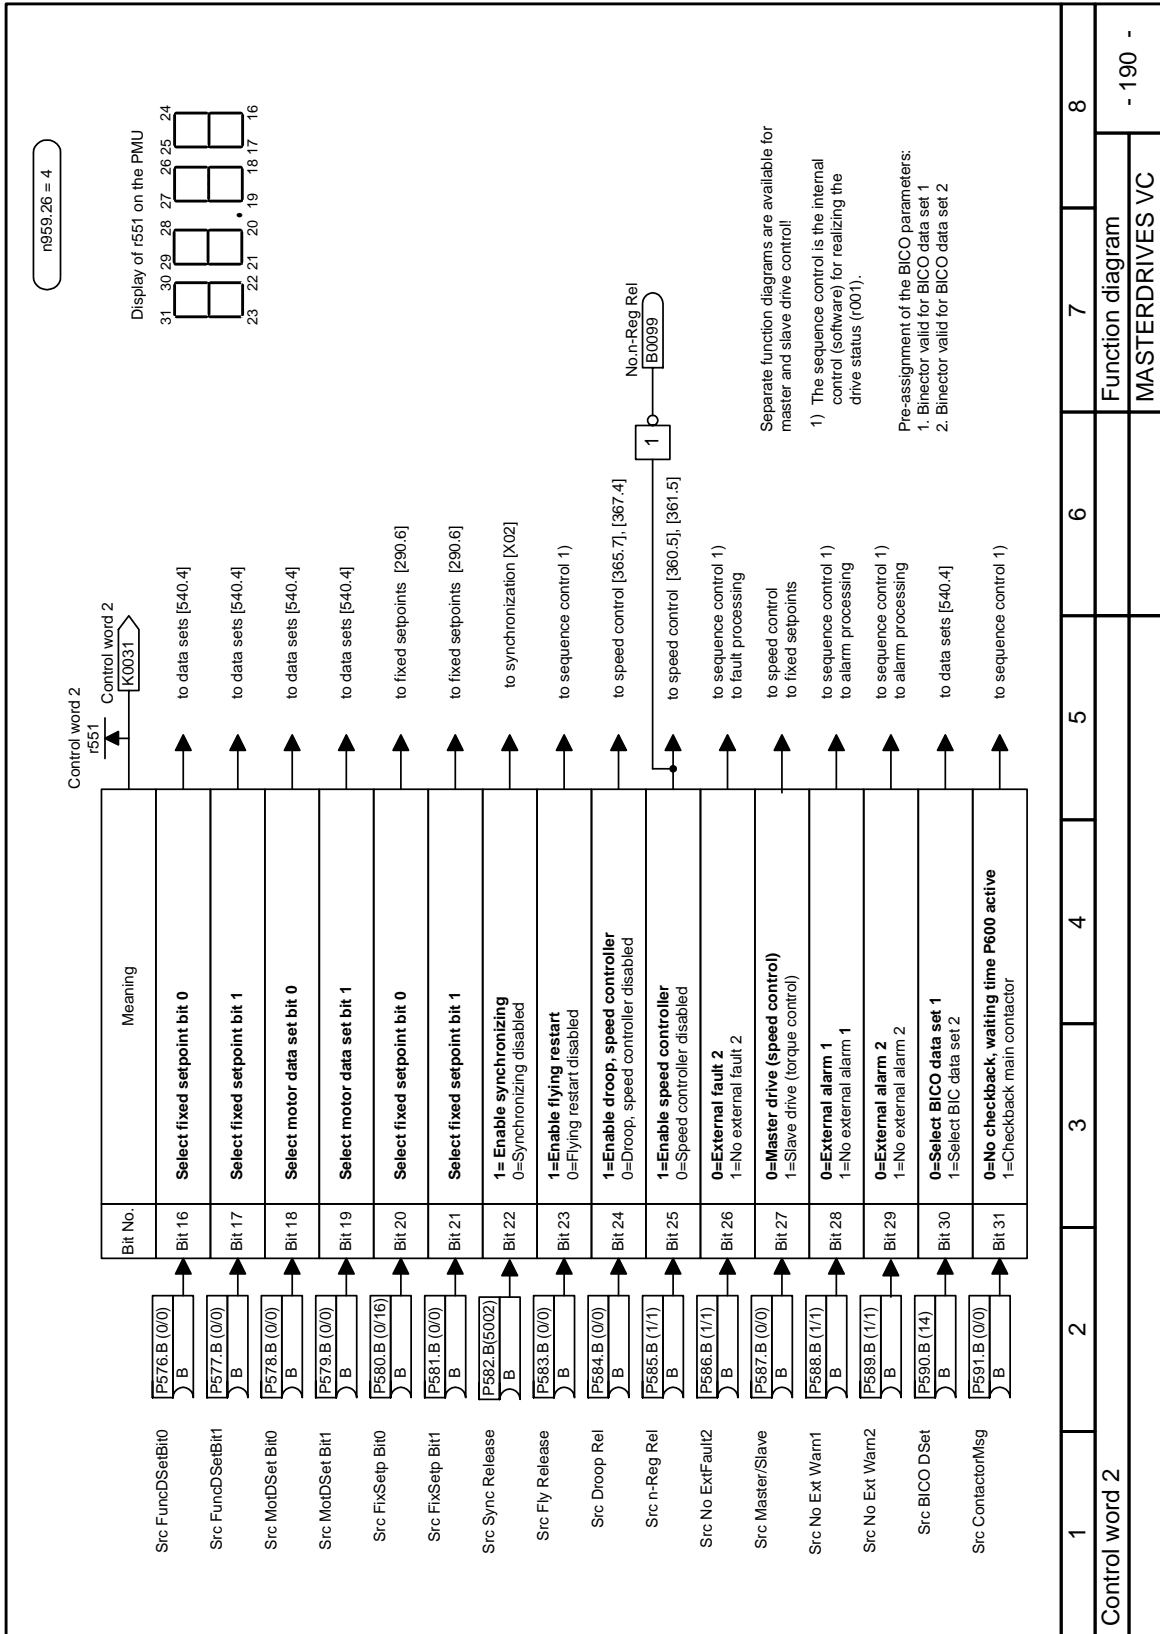 n959.26 = 4
Display of r551 on the PMU
31 30 29 28 27 26 25 24
23 22 21 20 19 18 17 16
Control word 2
r551
Control word 2
K0031
Bit No. Meaning
Src FuncDSetBit0 P576.B (0/0) B Bit 16 Select fixed setpoint bit 0 to data sets [540.4]
Src FuncDSetBit1 P577.B (0/0) B Bit 17 Select fixed setpoint bit 1 to data sets [540.4]
Src MotDSet Bit0 P578.B (0/0) B Bit 18 Select motor data set bit 0 to data sets [540.4]
Src MotDSet Bit1 P579.B (0/0) B Bit 19 Select motor data set bit 1 to data sets [540.4]
Src FixSetp Bit0 P580.B (0/16) B Bit 20 Select fixed setpoint bit 0 to fixed setpoints [290.6]
Src FixSetp Bit1 P581.B (0/0) B Bit 21 Select fixed setpoint bit 1 to fixed setpoints [290.6]
Src Sync Release P582.B(5002) B Bit 22 1= Enable synchronizing to synchronization [X02]
0=Synchronizing disabled
Src Fly Release P583.B (0/0) B Bit 23 1=Enable flying restart to sequence control 1)
0=Flying restart disabled
Src Droop Rel P584.B (0/0) B Bit 24 1=Enable droop, speed controller to speed control [365.7], [367.4]
0=Droop, speed controller disabled
Src n-Reg Rel P585.B (1/1) B Bit 25 1=Enable speed controller to speed control [360.5], [361.5]
0=Speed controller disabled
1
No.n-Reg Rel
B0099
Src No ExtFault2 P586.B (1/1) B Bit 26 0=External fault 2 to sequence control 1)
1=No external fault 2 to fault processing
Src Master/Slave P587.B (0/0) B Bit 27 0=Master drive (speed control) to speed control
1=Slave drive (torque control) to fixed setpoints
Src No Ext Warn1 P588.B (1/1) B Bit 28 0=External alarm 1 to sequence control 1)
1=No external alarm 1 to alarm processing
Src No Ext Warn2 P589.B (1/1) B Bit 29 0=External alarm 2 to sequence control 1)
1=No external alarm 2 to alarm processing
Src BICO DSet P590.B (14) B Bit 30 0=Select BICO data set 1 to data sets [540.4]
1=Select BIC data set 2
Src ContactorMsg P591.B (0/0) B Bit 31 0=No checkback, waiting time P600 active to sequence control 1)
1=Checkback main contactor
Separate function diagrams are available for
master and slave drive control!
1) The sequence control is the internal
control (software) for realizing the
drive status (r001).
Pre-assignment of the BICO parameters:
1. Binector valid for BICO data set 1
2. Binector valid for BICO data set 2
1 2 3 4 5 6 7 8
Control word 2 Function diagram - 190 -
MASTERDRIVES VC